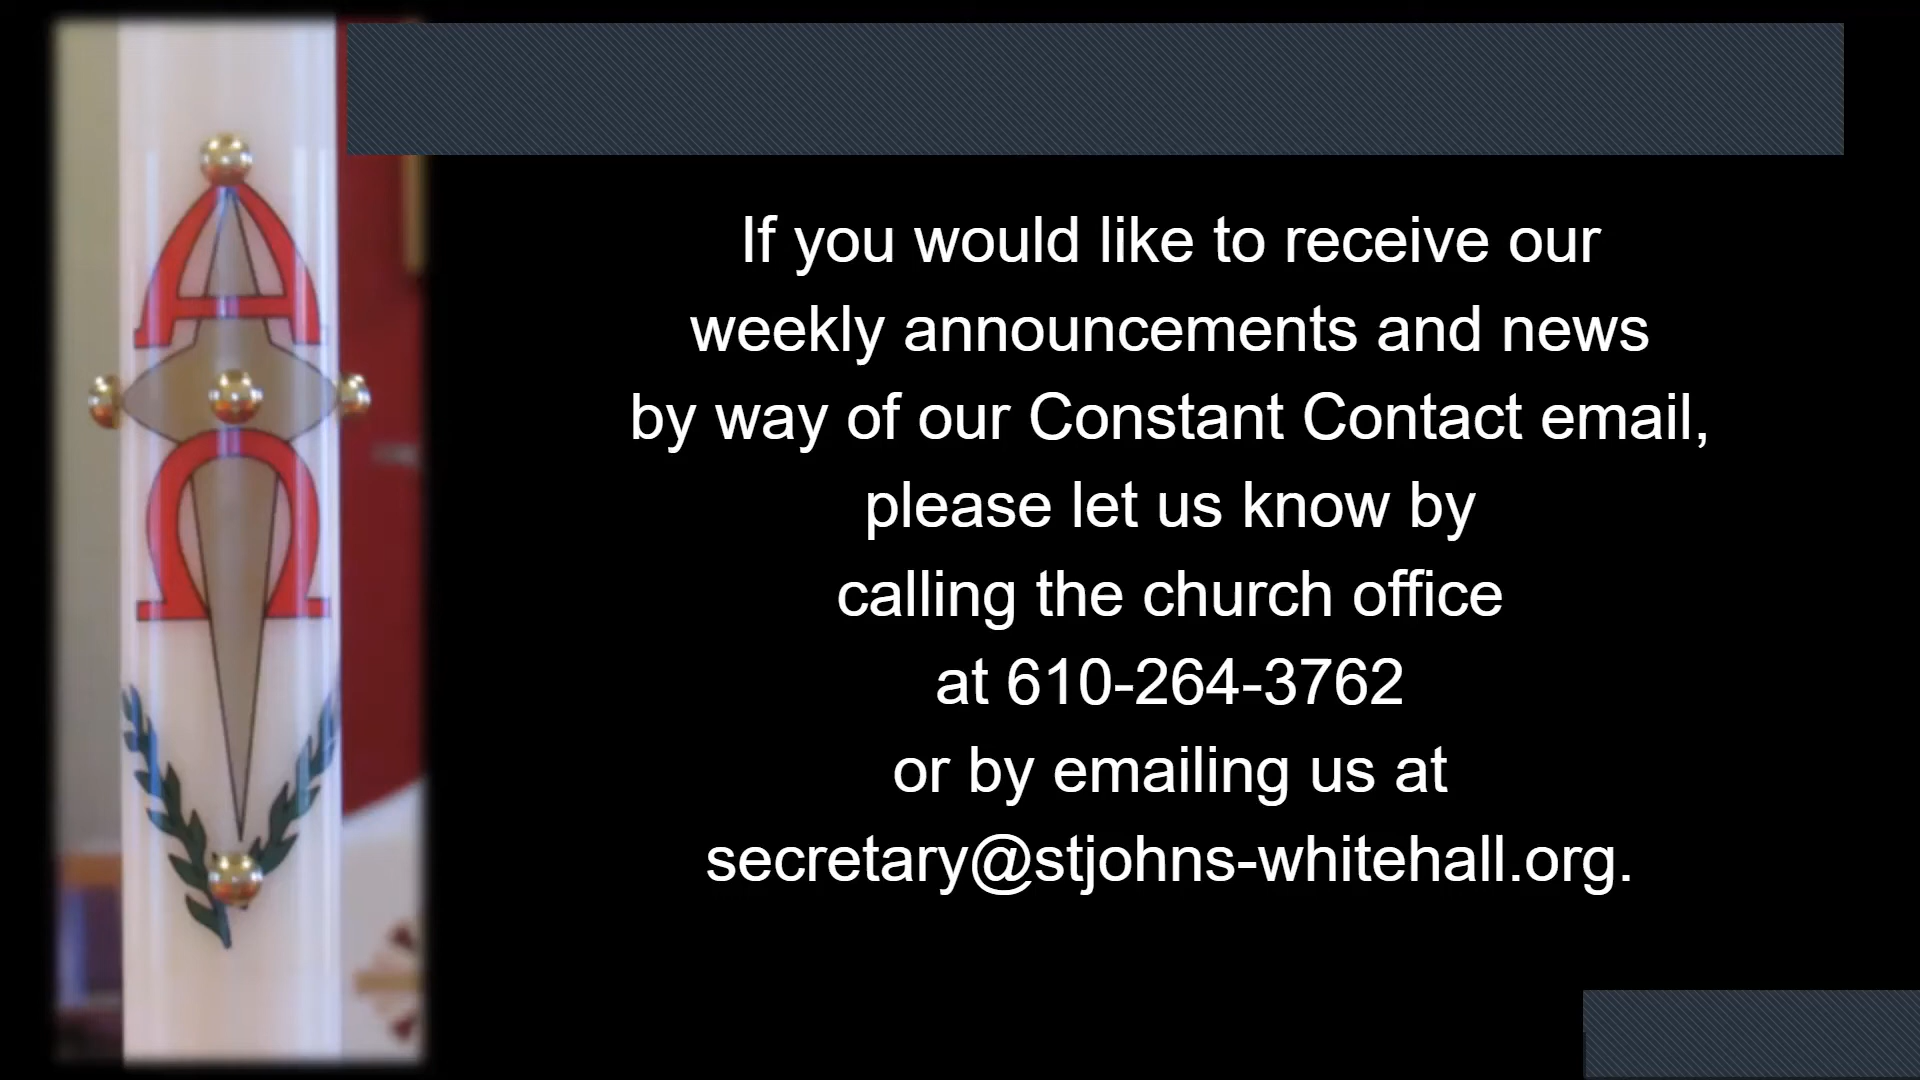 Α
Ω
If you would like to receive our
weekly announcements and news
by way of our Constant Contact email,
please let us know by
calling the church office
at 610-264-3762
or by emailing us at
secretary@stjohns-whitehall.org.